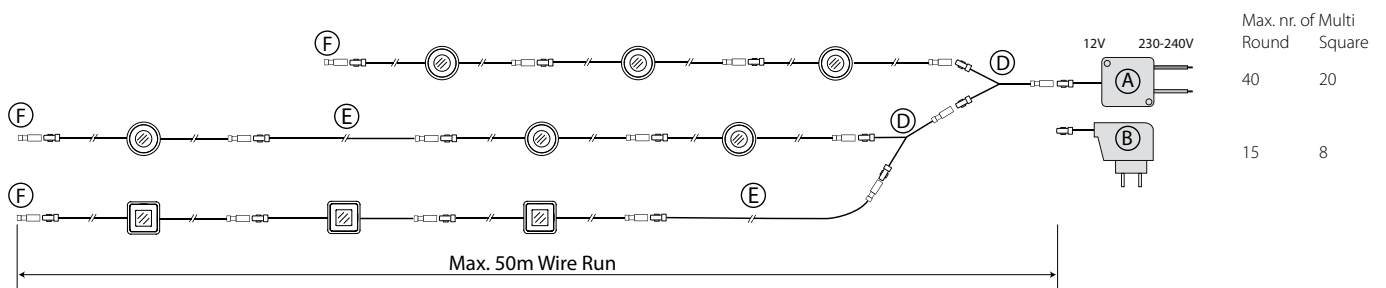 Max. nr. of Multi
12V 230-240V Round Square
F
D
A
40 20
F
E
D
B
15 8
F
E
Max. 50m Wire Run